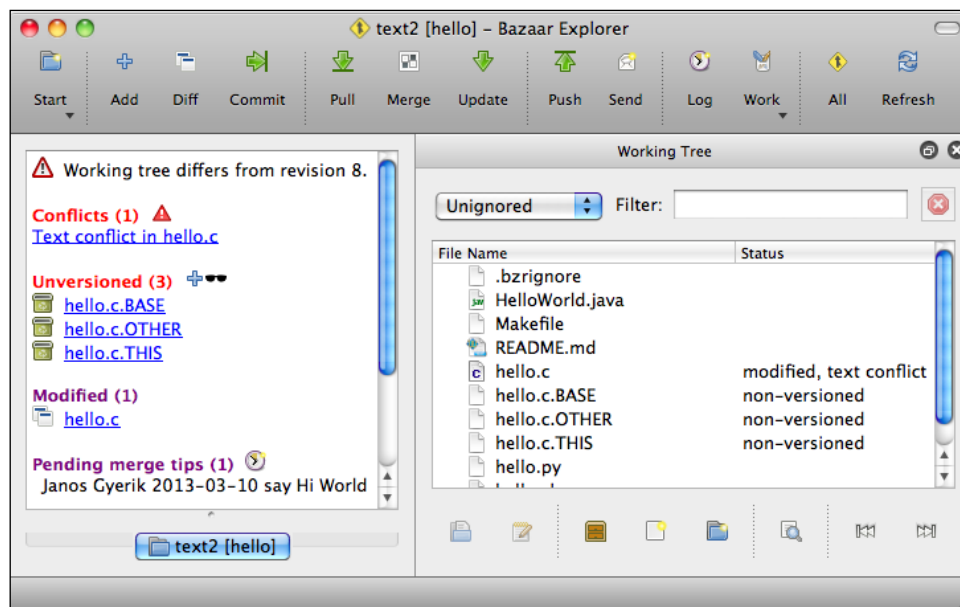 text2 [hello] – Bazaar Explorer
Start Add Diff Commit Pull Merge Update Push Send Log Work All Refresh
Working tree differs from revision 8.
Conflicts (1)
Text conflict in hello.c
Unversioned (3)
hello.c.BASE
hello.c.OTHER
hello.c.THIS
Modified (1)
hello.c
Pending merge tips (1)
Janos Gyerik 2013-03-10 say Hi World
text2 [hello]
Working Tree
Unignored Filter:
File Name Status
.bzrignore
HelloWorld.java
Makefile
README.md
hello.c modified, text conflict
hello.c.BASE non-versioned
hello.c.OTHER non-versioned
hello.c.THIS non-versioned
hello.py